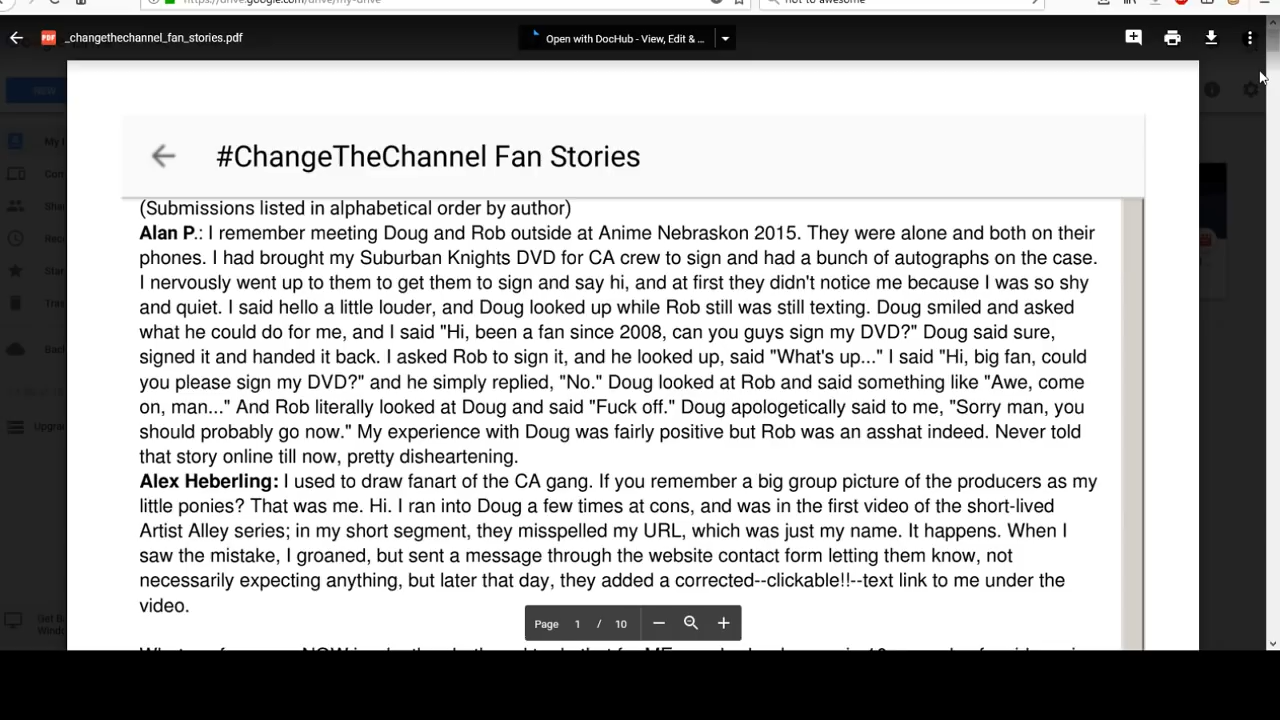 https://drive.google.com/drive/my-drive
not to awesome
_changethechannel_fan_stories.pdf
Open with DocHub - View, Edit & ...
NEW
#ChangeTheChannel Fan Stories
(Submissions listed in alphabetical order by author)
Alan P.: I remember meeting Doug and Rob outside at Anime Nebraskon 2015. They were alone and both on their
phones. I had brought my Suburban Knights DVD for CA crew to sign and had a bunch of autographs on the case.
I nervously went up to them to get them to sign and say hi, and at first they didn't notice me because I was so shy
and quiet. I said hello a little louder, and Doug looked up while Rob still was still texting. Doug smiled and asked
what he could do for me, and I said "Hi, been a fan since 2008, can you guys sign my DVD?" Doug said sure,
signed it and handed it back. I asked Rob to sign it, and he looked up, said "What's up..." I said "Hi, big fan, could
you please sign my DVD?" and he simply replied, "No." Doug looked at Rob and said something like "Awe, come
on, man..." And Rob literally looked at Doug and said "Fuck off." Doug apologetically said to me, "Sorry man, you
should probably go now." My experience with Doug was fairly positive but Rob was an asshat indeed. Never told
that story online till now, pretty disheartening.
Alex Heberling: I used to draw fanart of the CA gang. If you remember a big group picture of the producers as my
little ponies? That was me. Hi. I ran into Doug a few times at cons, and was in the first video of the short-lived
Artist Alley series; in my short segment, they misspelled my URL, which was just my name. It happens. When I
saw the mistake, I groaned, but sent a message through the website contact form letting them know, not
necessarily expecting anything, but later that day, they added a corrected--clickable!!--text link to me under the
video.
Page 1 / 10